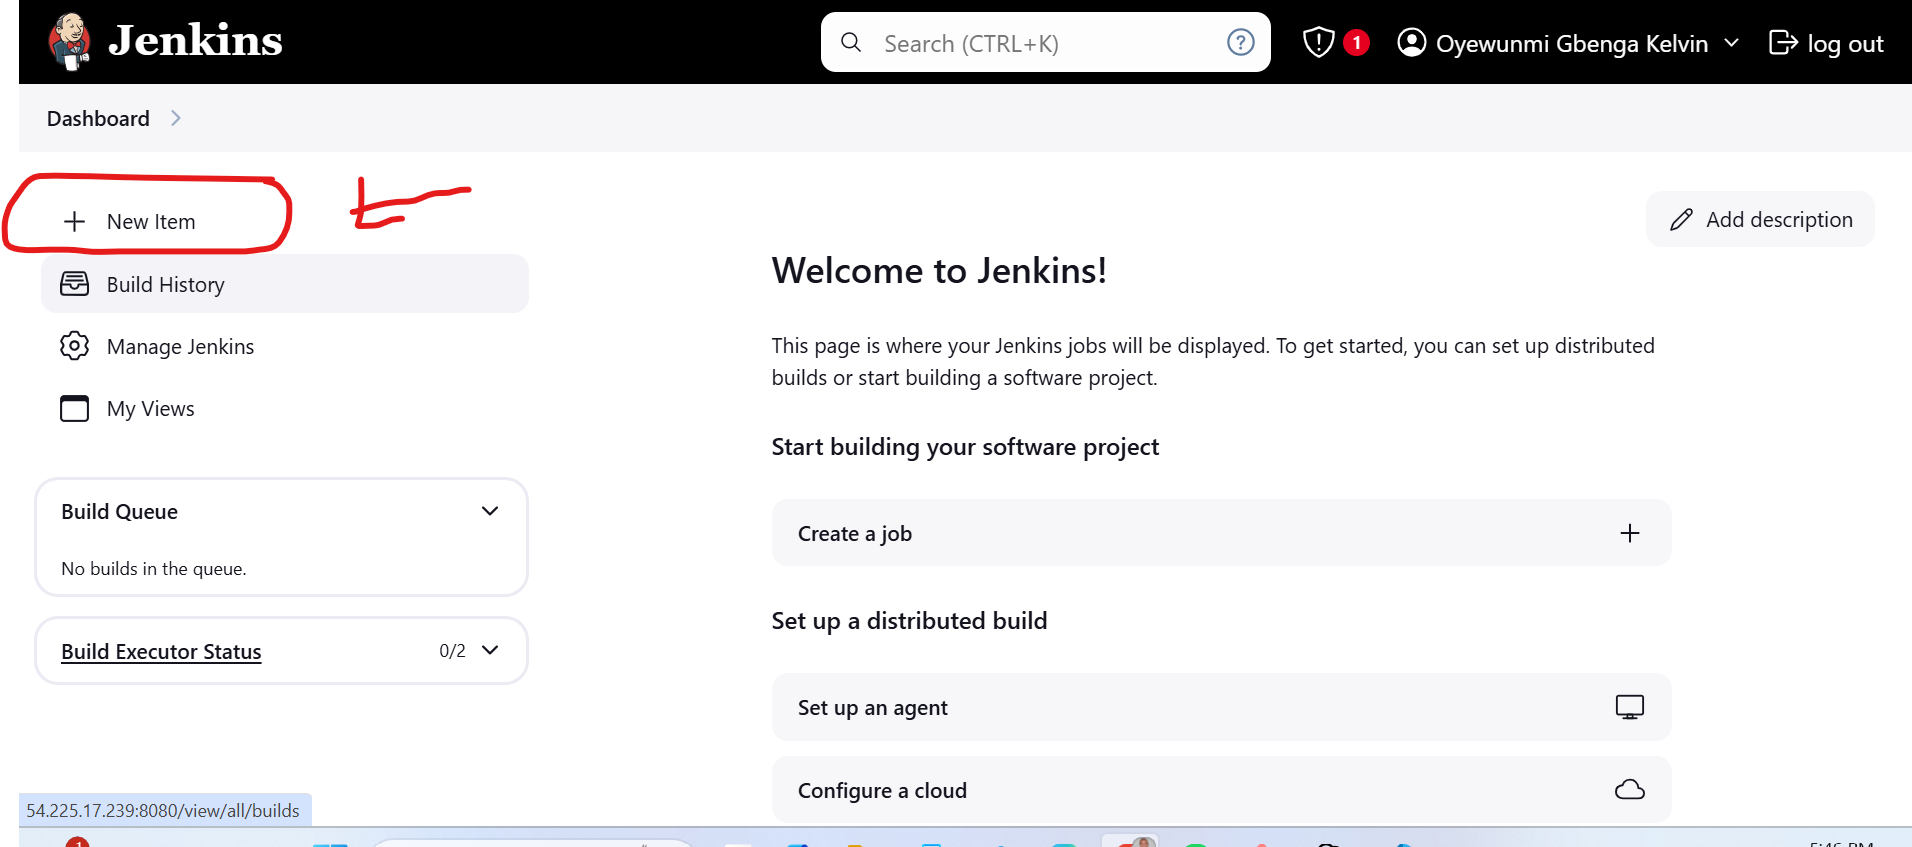 Jenkins
Search (CTRL+K)
?
1
Oyewunmi Gbenga Kelvin
log out
Dashboard
New Item
Build History
Manage Jenkins
My Views
Build Queue
No builds in the queue.
Build Executor Status
0/2
Add description
Welcome to Jenkins!
This page is where your Jenkins jobs will be displayed. To get started, you can set up distributed
builds or start building a software project.
Start building your software project
Create a job
Set up a distributed build
Set up an agent
Configure a cloud
54.225.17.239:8080/view/all/builds